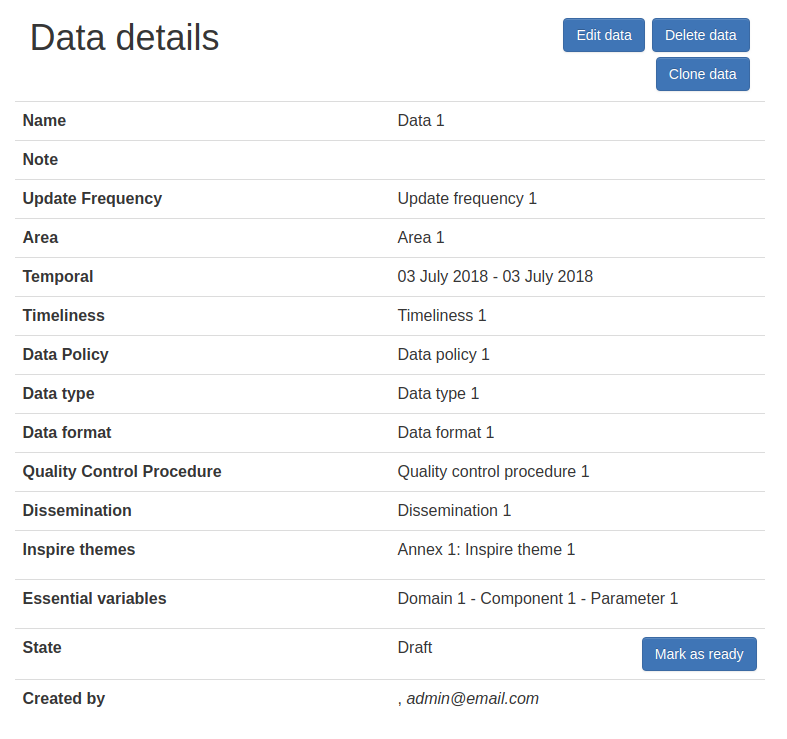 Data details
Edit data Delete data
Clone data
Name Data 1
Note
Update Frequency Update frequency 1
Area Area 1
Temporal 03 July 2018 - 03 July 2018
Timeliness Timeliness 1
Data Policy Data policy 1
Data type Data type 1
Data format Data format 1
Quality Control Procedure Quality control procedure 1
Dissemination Dissemination 1
Inspire themes Annex 1: Inspire theme 1
Essential variables Domain 1 - Component 1 - Parameter 1
State Draft Mark as ready
Created by , admin@email.com